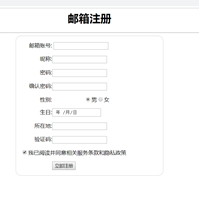 邮箱注册
邮箱账号:
昵称:
密码:
确认密码:
性别: 男 女
生日: 年 /月/日
所在地:
验证码:
我已阅读并同意相关服务条款和隐私政策
立即注册